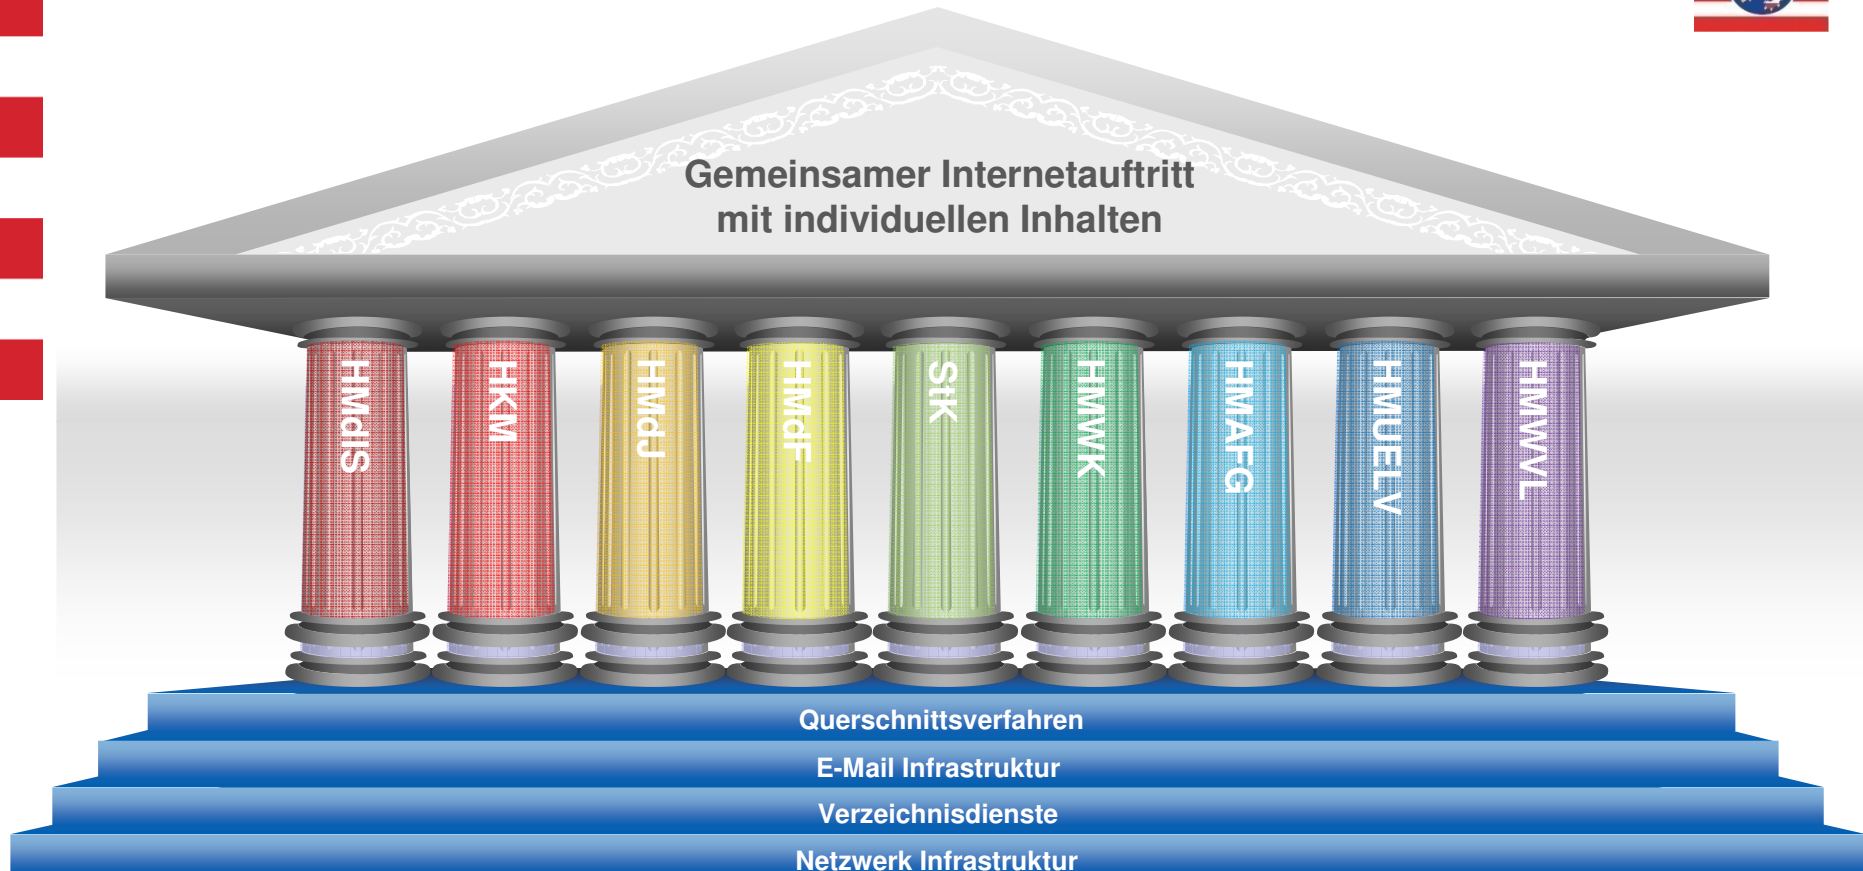 Gemeinsamer Internetauftritt
mit individuellen Inhalten
HMdIS
HKM
HMdJ
HMdF
StK
HMWK
HMAFG
HMUELV
HMWVL
Querschnittsverfahren
E-Mail Infrastruktur
Verzeichnisdienste
Netzwerk Infrastruktur